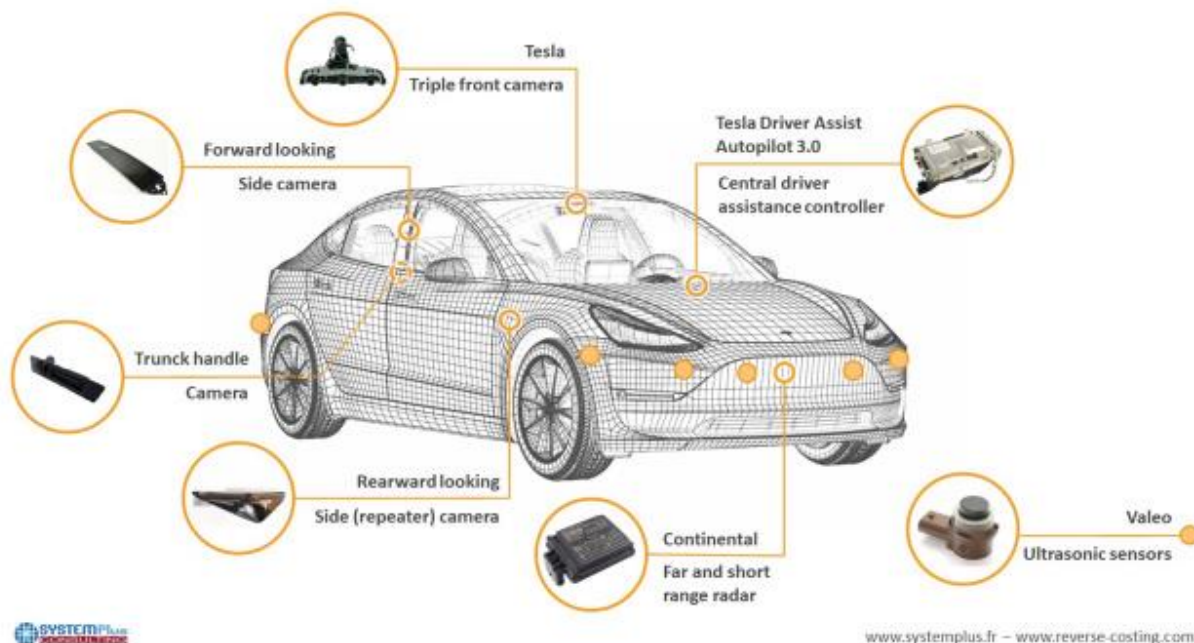 Tesla
Triple front camera
Forward looking
Side camera
Tesla Driver Assist
Autopilot 3.0
Central driver
assistance controller
Trunck handle
Camera
Rearward looking
Side (repeater) camera
Continental
Far and short
range radar
Valeo
Ultrasonic sensors
SYSTEMPlus
CONSULTING
www.systemplus.fr – www.reverse-costing.com